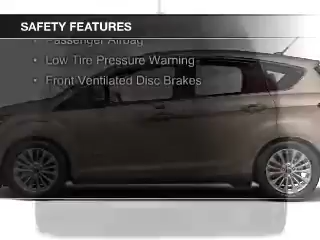 SAFETY FEATURES
• Passenger Airbag
• Low Tire Pressure Warning
• Front Ventilated Disc Brakes